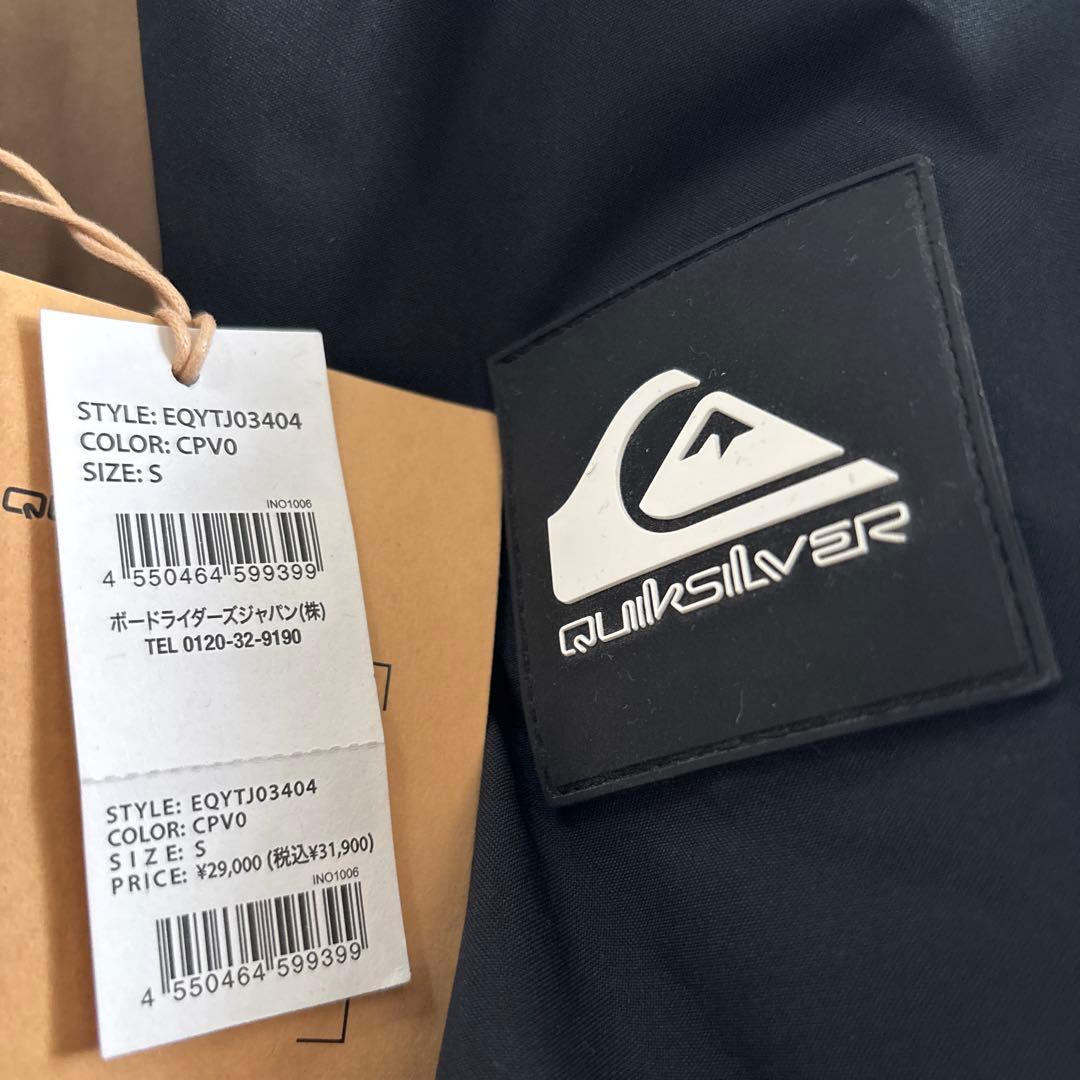 STYLE: EQYTJ03404
COLOR: CPV0
SIZE: S
INO1006
4 550464 599399
ボードライダーズジャパン(株)
TEL 0120-32-9190
STYLE: EQYTJ03404
COLOR: CPV0
SIZE: S
PRICE: ¥29,000 (税込¥31,900)
INO1006
4 550464 599399
QUIKSILVER